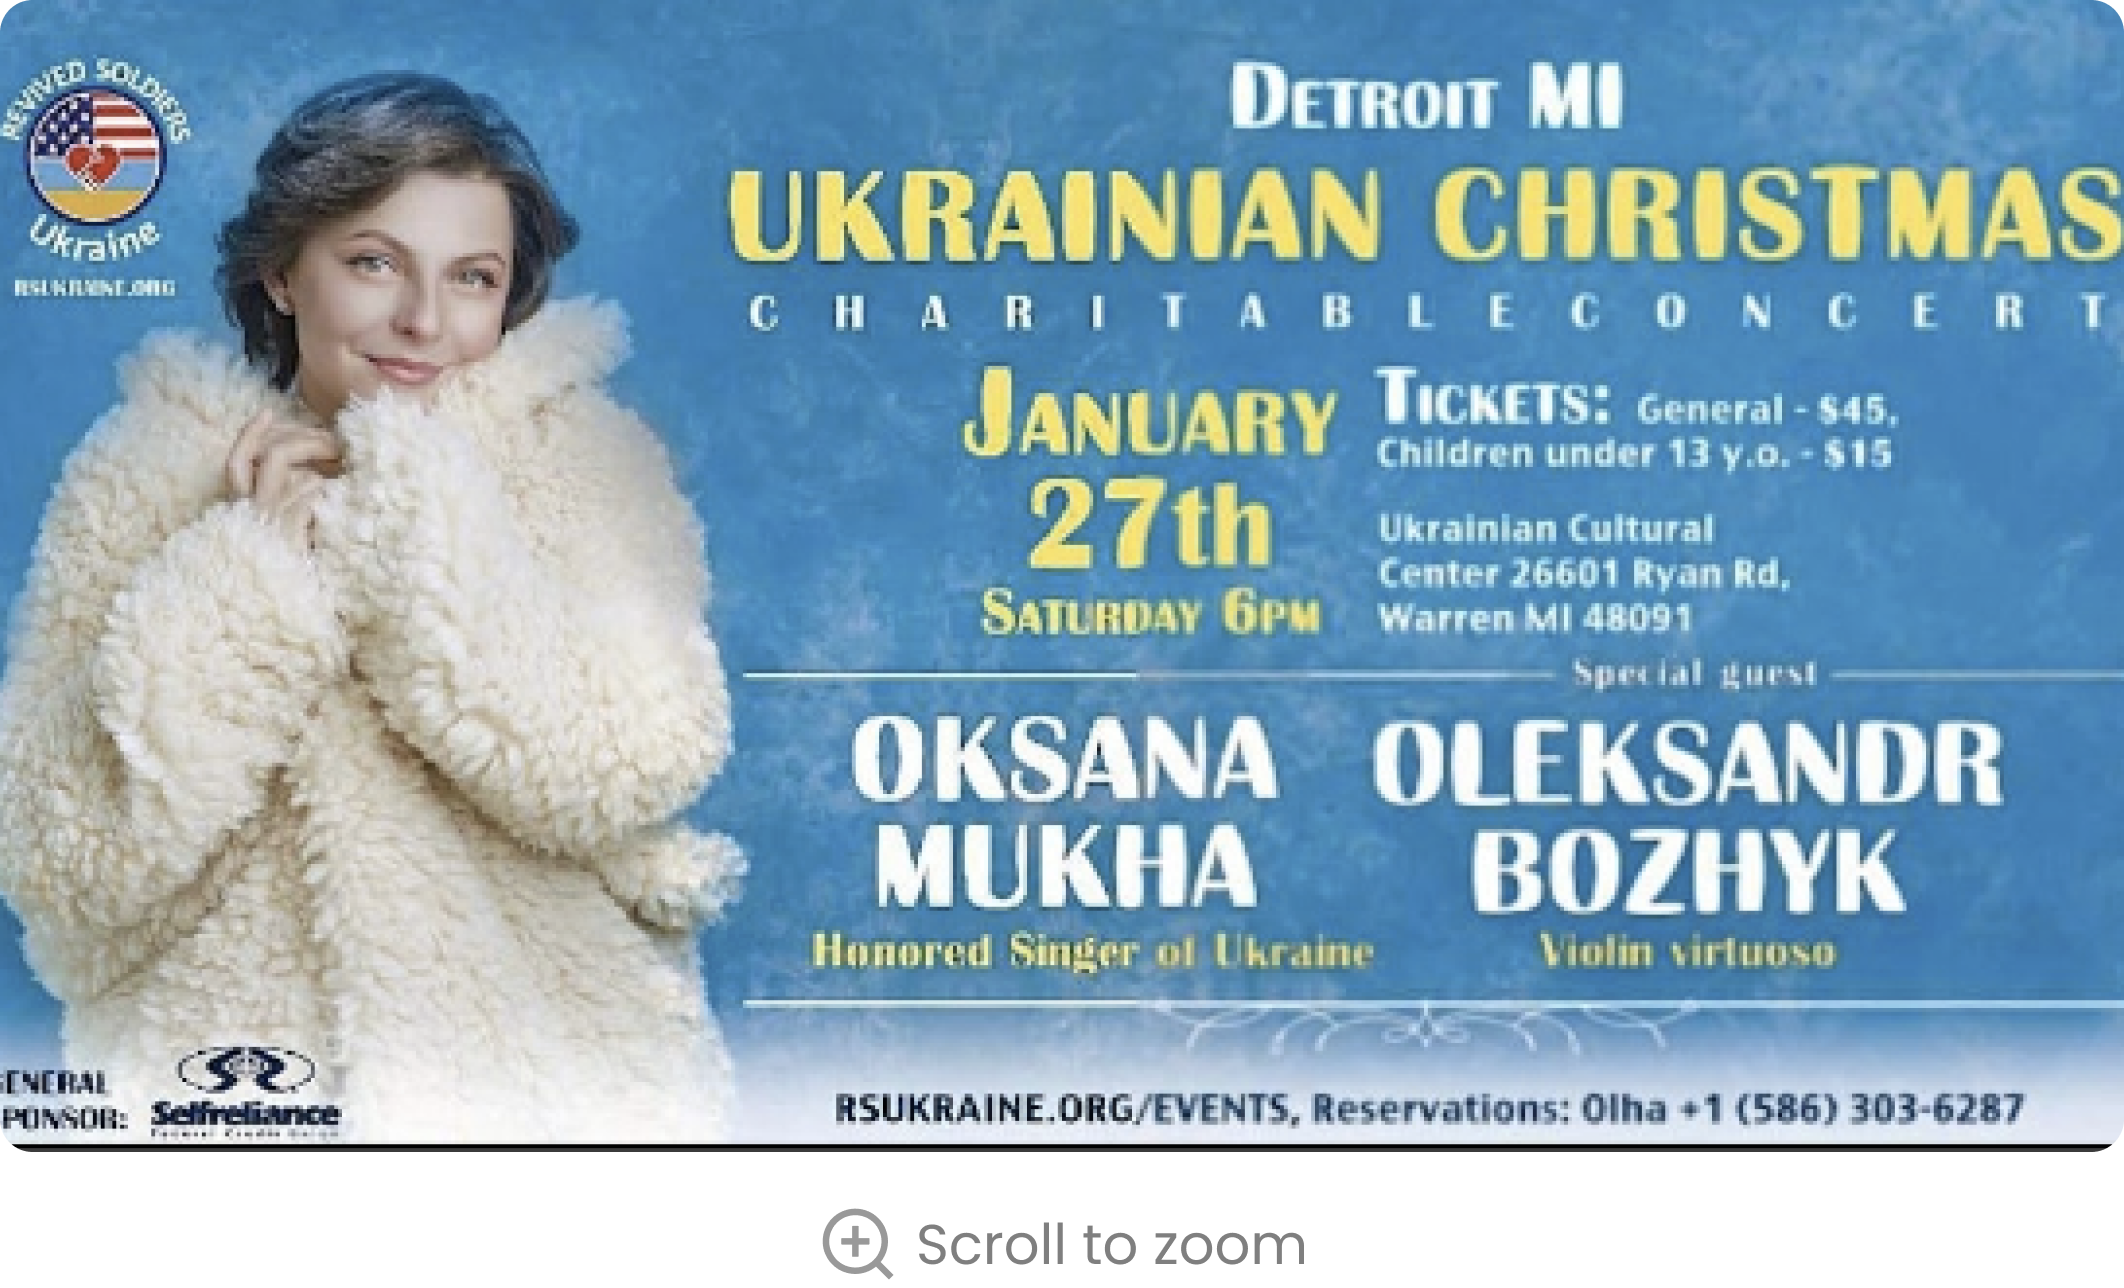 REVIVED SOLDIERS
Ukraine
RSUKRAINE.ORG
DETROIT MI
UKRAINIAN CHRISTMAS
CHARITABLE CONCERT
JANUARY
27th
SATURDAY 6PM
TICKETS: General - $45,
Children under 13 y.o. - $15
Ukrainian Cultural
Center 26601 Ryan Rd,
Warren MI 48091
Special guest
OKSANA
MUKHA
Honored Singer of Ukraine
OLEKSANDR
BOZHYK
Violin virtuoso
ENERAL
PONSOR:
Selfreliance
RSUKRAINE.ORG/EVENTS, Reservations: Olha +1 (586) 303-6287
Scroll to zoom